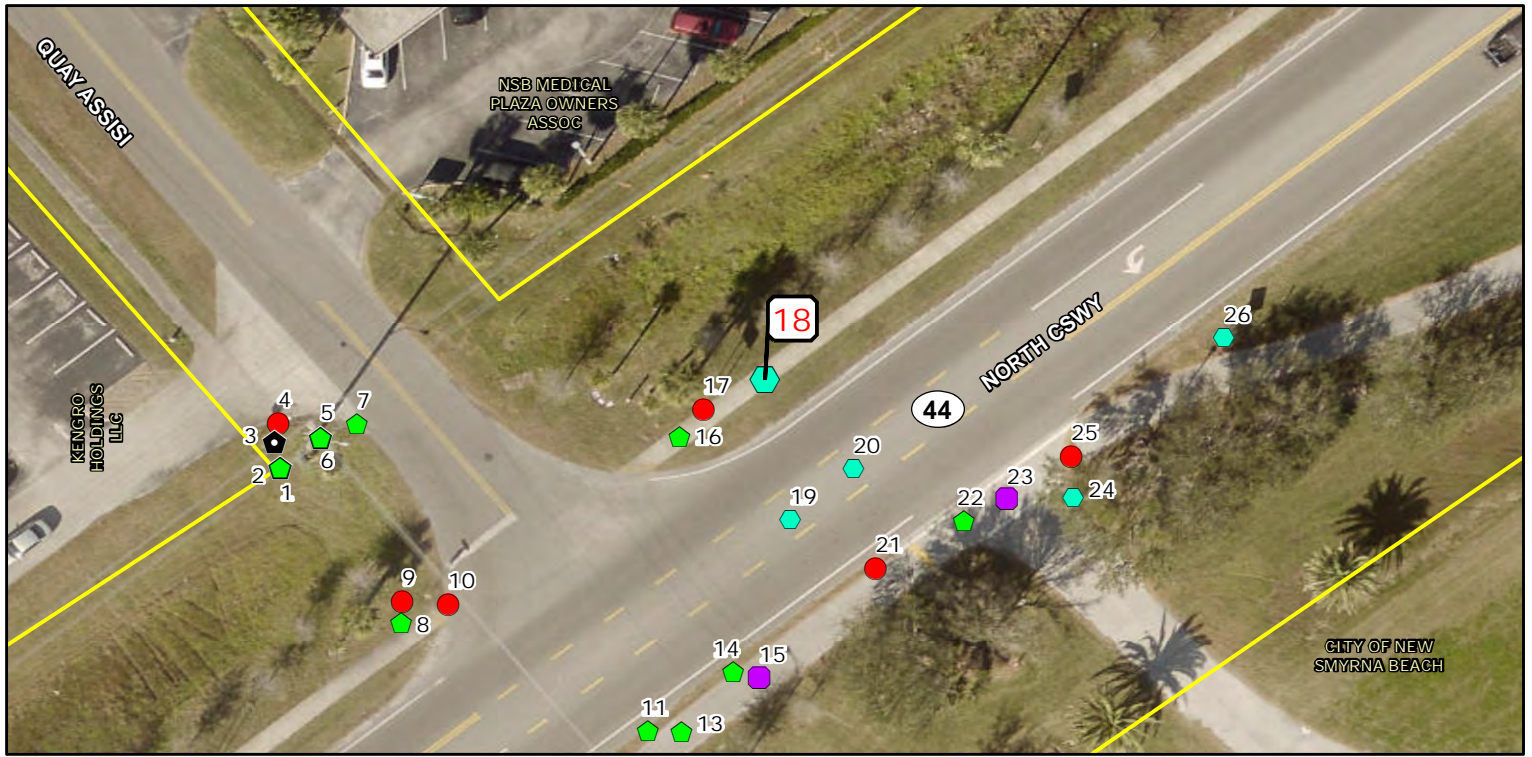 QUAY ASSISI
NSB MEDICAL
PLAZA OWNERS
ASSOC
18
26
NORTH CSWY
44
KENGRO
HOLDINGS
LLC
4
5
7
3
6
2
1
17
16
20
19
25
23
24
22
21
9
10
8
14
15
11
13
CITY OF NEW
SMYRNA BEACH